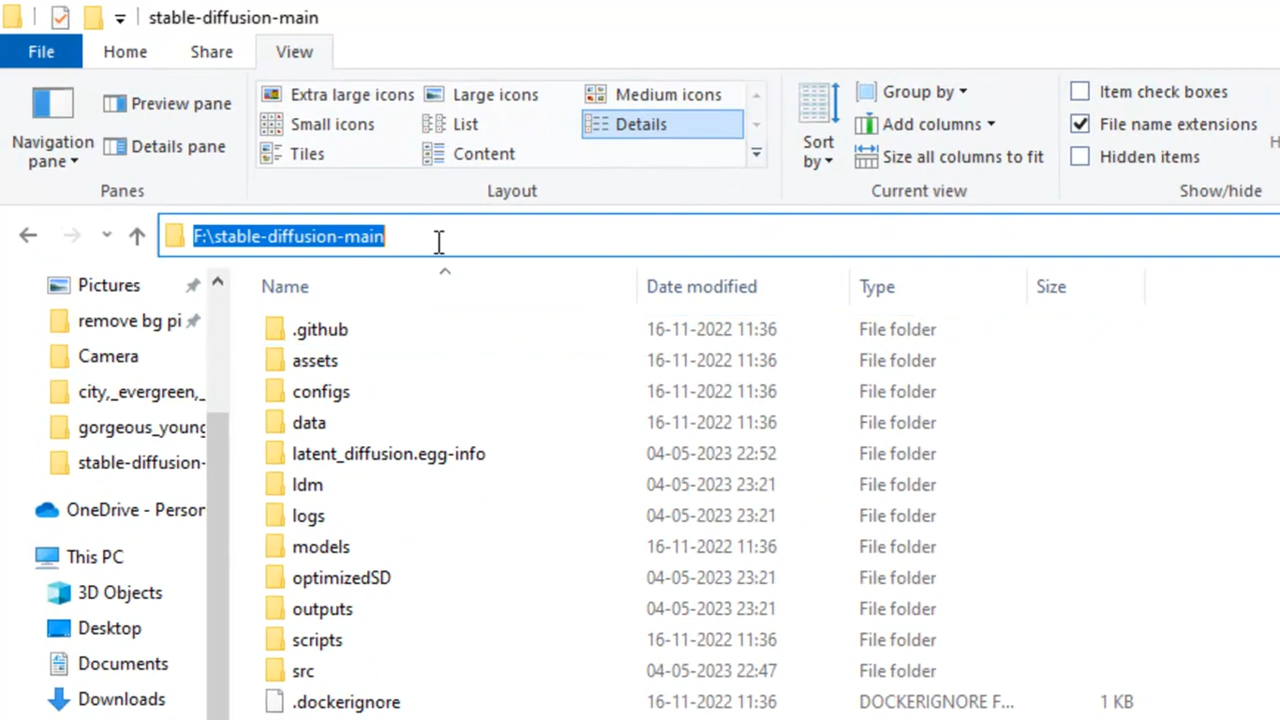 stable-diffusion-main
File Home Share View
Navigation pane
Preview pane
Details pane
Panes
Extra large icons Large icons Medium icons
Small icons List Details
Tiles Content
Layout
Sort by
Group by
Add columns
Size all columns to fit
Current view
Item check boxes
File name extensions
Hidden items
Show/hide
F:\stable-diffusion-main
Pictures
remove bg pi
Camera
city,_evergreen,_
gorgeous_young
stable-diffusion-
OneDrive - Person
This PC
3D Objects
Desktop
Documents
Downloads
Name Date modified Type Size
.github 16-11-2022 11:36 File folder
assets 16-11-2022 11:36 File folder
configs 16-11-2022 11:36 File folder
data 16-11-2022 11:36 File folder
latent_diffusion.egg-info 04-05-2023 22:52 File folder
ldm 04-05-2023 23:21 File folder
logs 04-05-2023 23:21 File folder
models 16-11-2022 11:36 File folder
optimizedSD 04-05-2023 23:21 File folder
outputs 04-05-2023 23:21 File folder
scripts 16-11-2022 11:36 File folder
src 04-05-2023 22:47 File folder
.dockerignore 16-11-2022 11:36 DOCKERIGNORE F... 1 KB